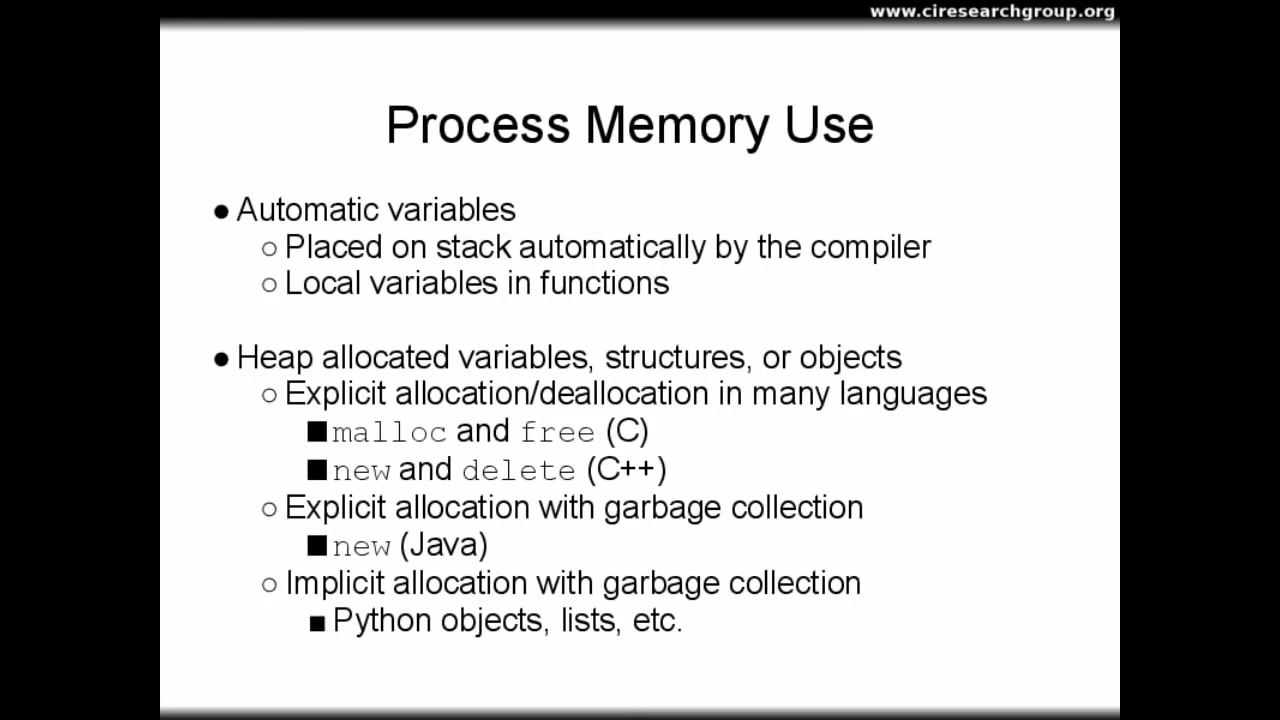 www.ciresearchgroup.org
Process Memory Use
● Automatic variables
○ Placed on stack automatically by the compiler
○ Local variables in functions
● Heap allocated variables, structures, or objects
○ Explicit allocation/deallocation in many languages
■ malloc and free (C)
■ new and delete (C++)
○ Explicit allocation with garbage collection
■ new (Java)
○ Implicit allocation with garbage collection
■ Python objects, lists, etc.